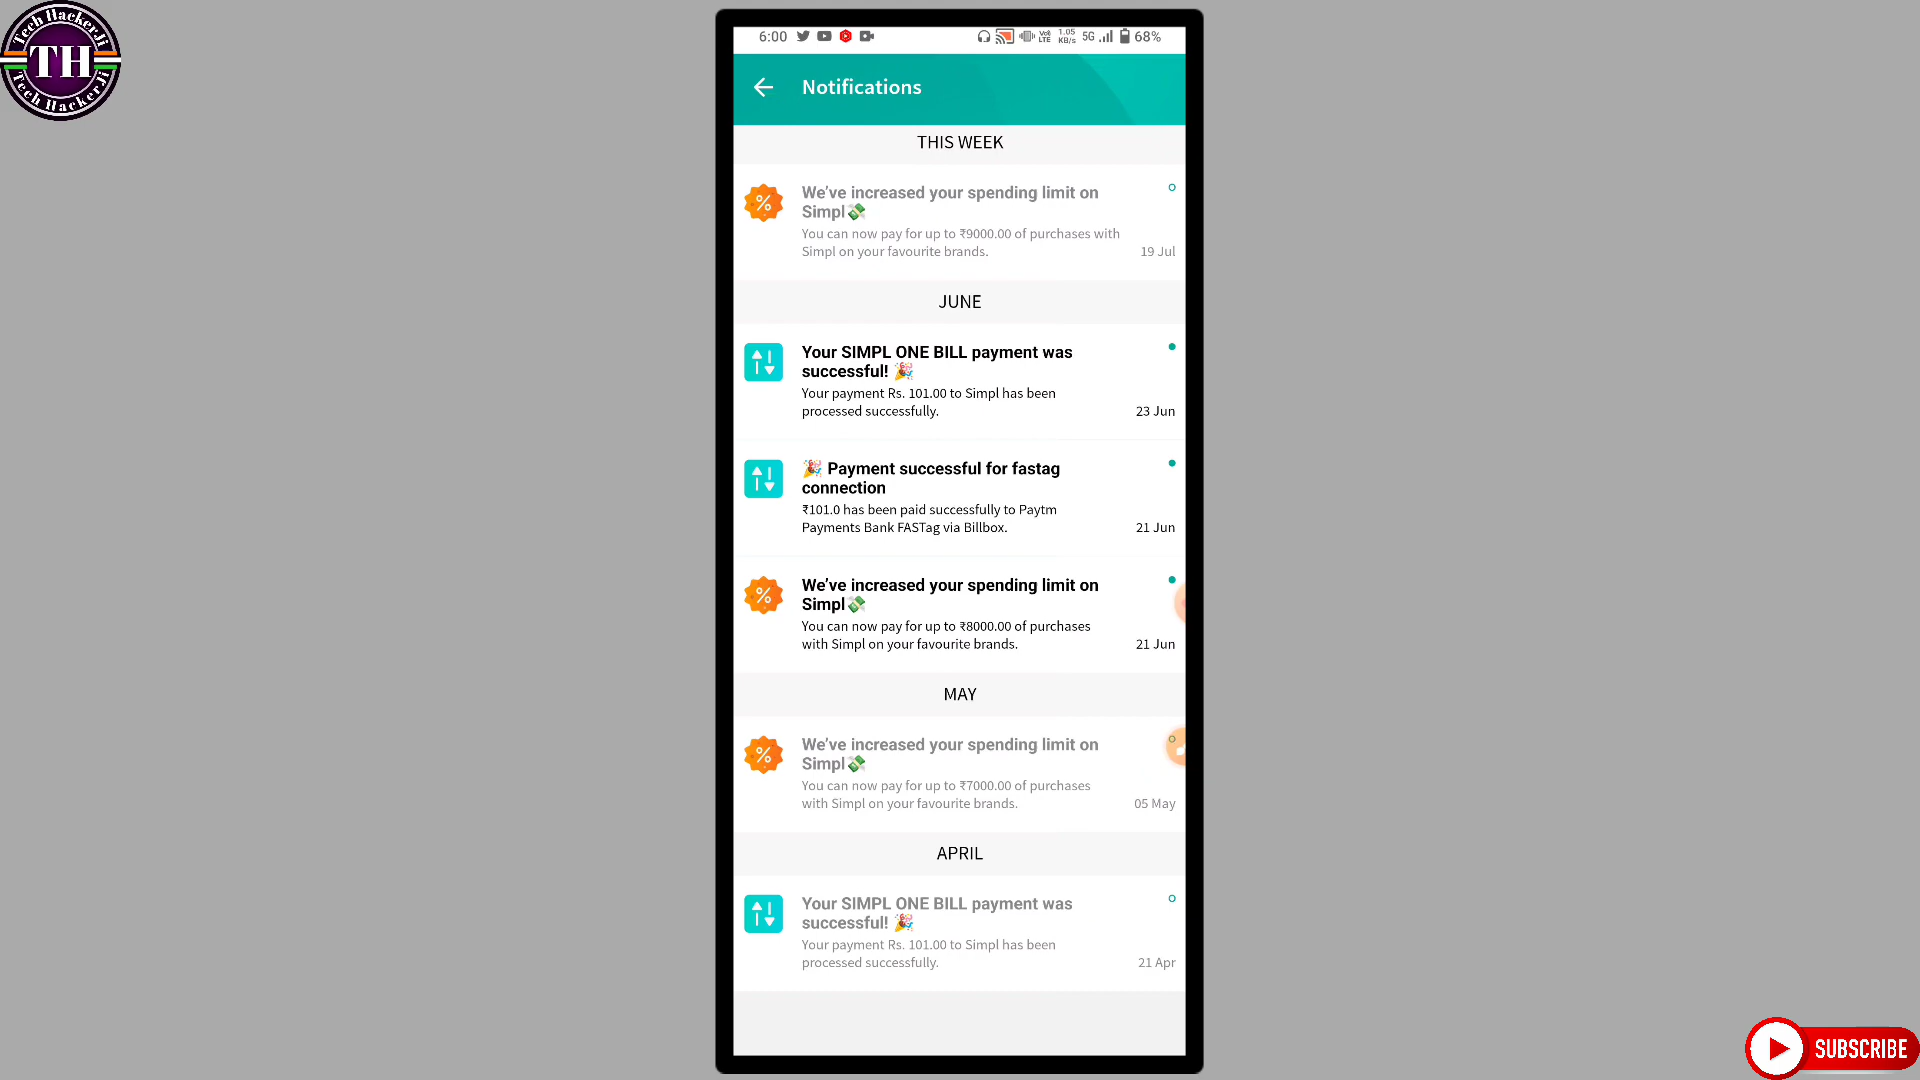 Tech HackerJi
TH
Tech HackerJi
6:00
Vo)
LTE
1.05
KB/s
5G
68%
Notifications
THIS WEEK
We’ve increased your spending limit on
Simpl💸
You can now pay for up to ₹9000.00 of purchases with
Simpl on your favourite brands.
19 Jul
JUNE
Your SIMPL ONE BILL payment was
successful! 🎉
Your payment Rs. 101.00 to Simpl has been
processed successfully.
23 Jun
🎉 Payment successful for fastag
connection
₹101.0 has been paid successfully to Paytm
Payments Bank FASTag via Billbox.
21 Jun
We’ve increased your spending limit on
Simpl💸
You can now pay for up to ₹8000.00 of purchases
with Simpl on your favourite brands.
21 Jun
MAY
We’ve increased your spending limit on
Simpl💸
You can now pay for up to ₹7000.00 of purchases
with Simpl on your favourite brands.
05 May
APRIL
Your SIMPL ONE BILL payment was
successful! 🎉
Your payment Rs. 101.00 to Simpl has been
processed successfully.
21 Apr
SUBSCRIBE